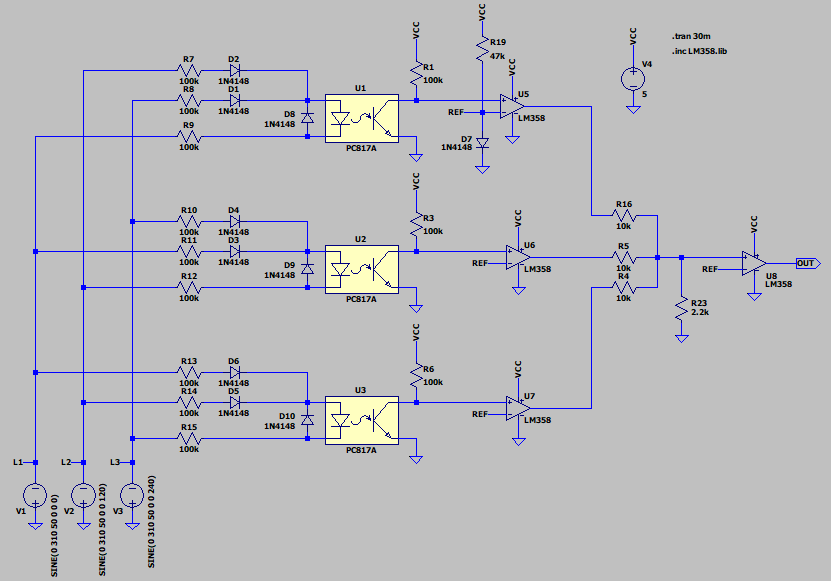 VCC
VCC
VCC
.tran 30m
.inc LM358.lib
R19
47k
V4
5
R7
100k
D2
1N4148
R8
100k
D1
1N4148
R9
100k
D8
1N4148
U1
PC817A
R1
100k
VCC
REF
U5
LM358
D7
1N4148
R10
100k
D4
1N4148
R11
100k
D3
1N4148
R12
100k
D9
1N4148
U2
PC817A
VCC
R3
100k
VCC
REF
U6
LM358
R16
10k
R5
10k
R4
10k
R23
2.2k
VCC
REF
U8
LM358
OUT
R13
100k
D6
1N4148
R14
100k
D5
1N4148
R15
100k
D10
1N4148
U3
PC817A
VCC
R6
100k
VCC
REF
U7
LM358
L1
L2
L3
V1
SINE(0 310 50 0 0 0)
V2
SINE(0 310 50 0 0 120)
V3
SINE(0 310 50 0 0 240)